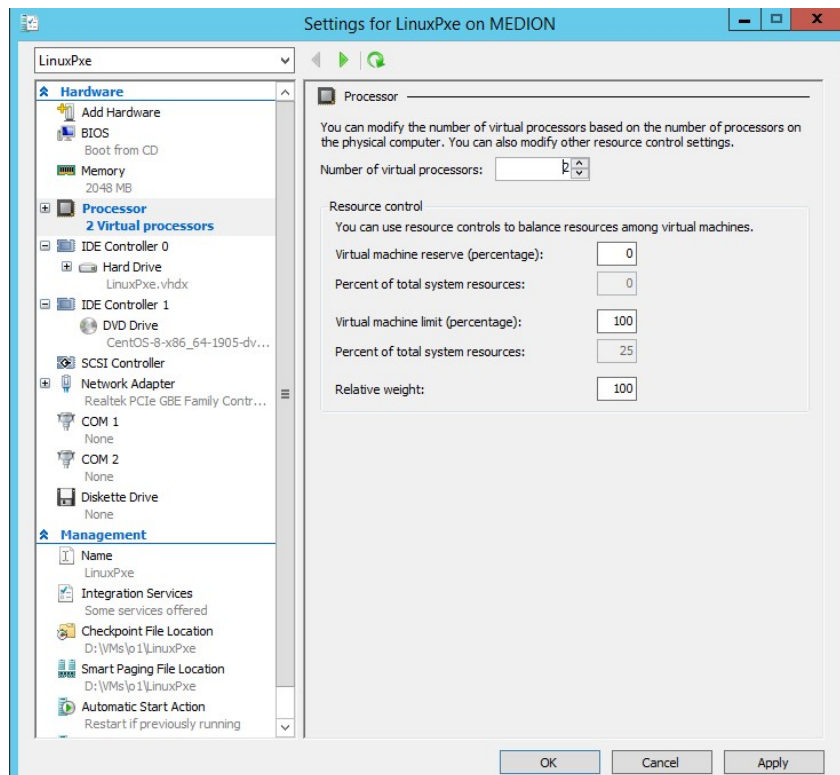 Settings for LinuxPxe on MEDION
LinuxPxe
Hardware
Add Hardware
BIOS
Boot from CD
Memory
2048 MB
Processor
2 Virtual processors
IDE Controller 0
Hard Drive
LinuxPxe.vhdx
IDE Controller 1
DVD Drive
CentOS-8-x86_64-1905-dv...
SCSI Controller
Network Adapter
Realtek PCIe GBE Family Contr...
COM 1
None
COM 2
None
Diskette Drive
None
Management
Name
LinuxPxe
Integration Services
Some services offered
Checkpoint File Location
D:\VMs\o1\LinuxPxe
Smart Paging File Location
D:\VMs\o1\LinuxPxe
Automatic Start Action
Restart if previously running
Processor
You can modify the number of virtual processors based on the number of processors on
the physical computer. You can also modify other resource control settings.
Number of virtual processors: 2
Resource control
You can use resource controls to balance resources among virtual machines.
Virtual machine reserve (percentage): 0
Percent of total system resources: 0
Virtual machine limit (percentage): 100
Percent of total system resources: 25
Relative weight: 100
OK Cancel Apply